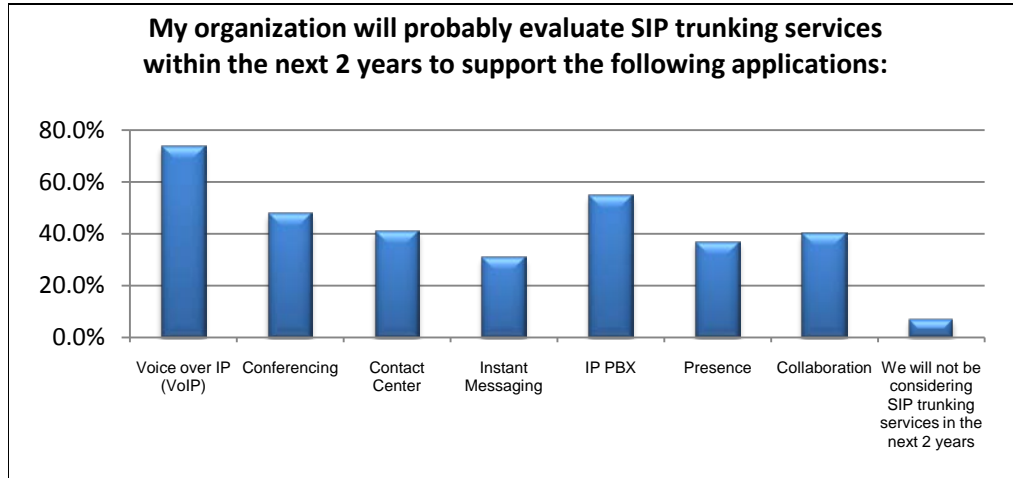 My organization will probably evaluate SIP trunking services
within the next 2 years to support the following applications:
80.0%
60.0%
40.0%
20.0%
0.0%
Voice over IP
(VoIP)
Conferencing
Contact
Center
Instant
Messaging
IP PBX
Presence
Collaboration
We will not be
considering
SIP trunking
services in the
next 2 years